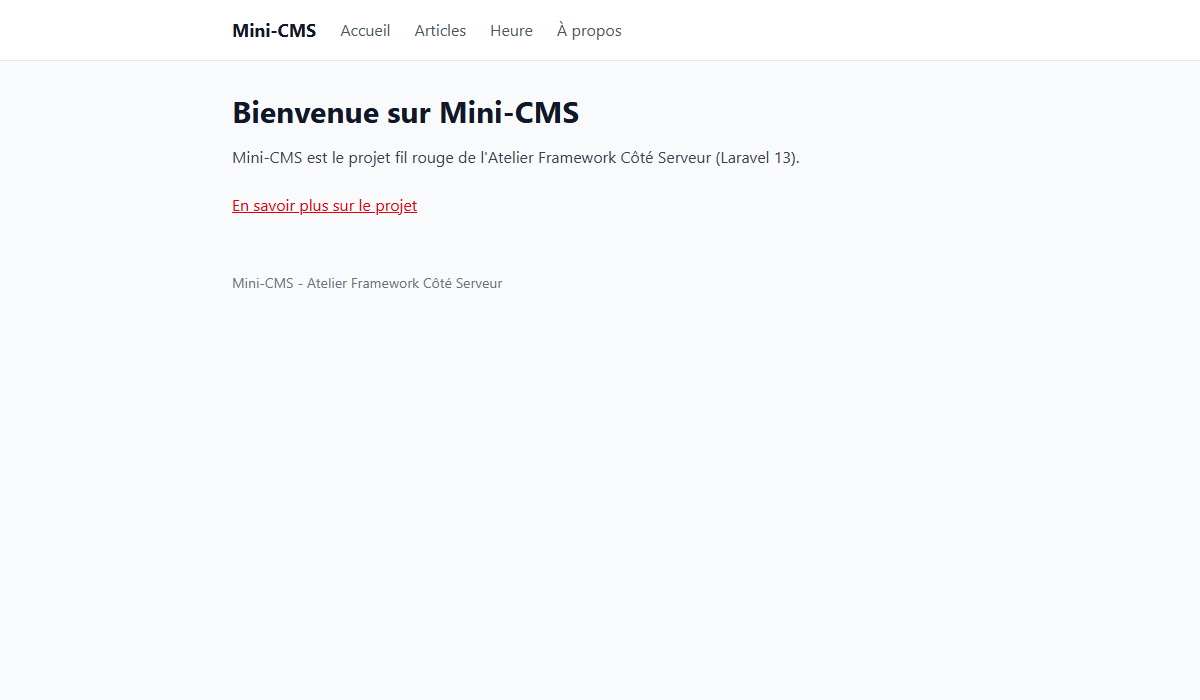 Mini-CMS Accueil Articles Heure À propos
Bienvenue sur Mini-CMS
Mini-CMS est le projet fil rouge de l'Atelier Framework Côté Serveur (Laravel 13).
En savoir plus sur le projet
Mini-CMS - Atelier Framework Côté Serveur